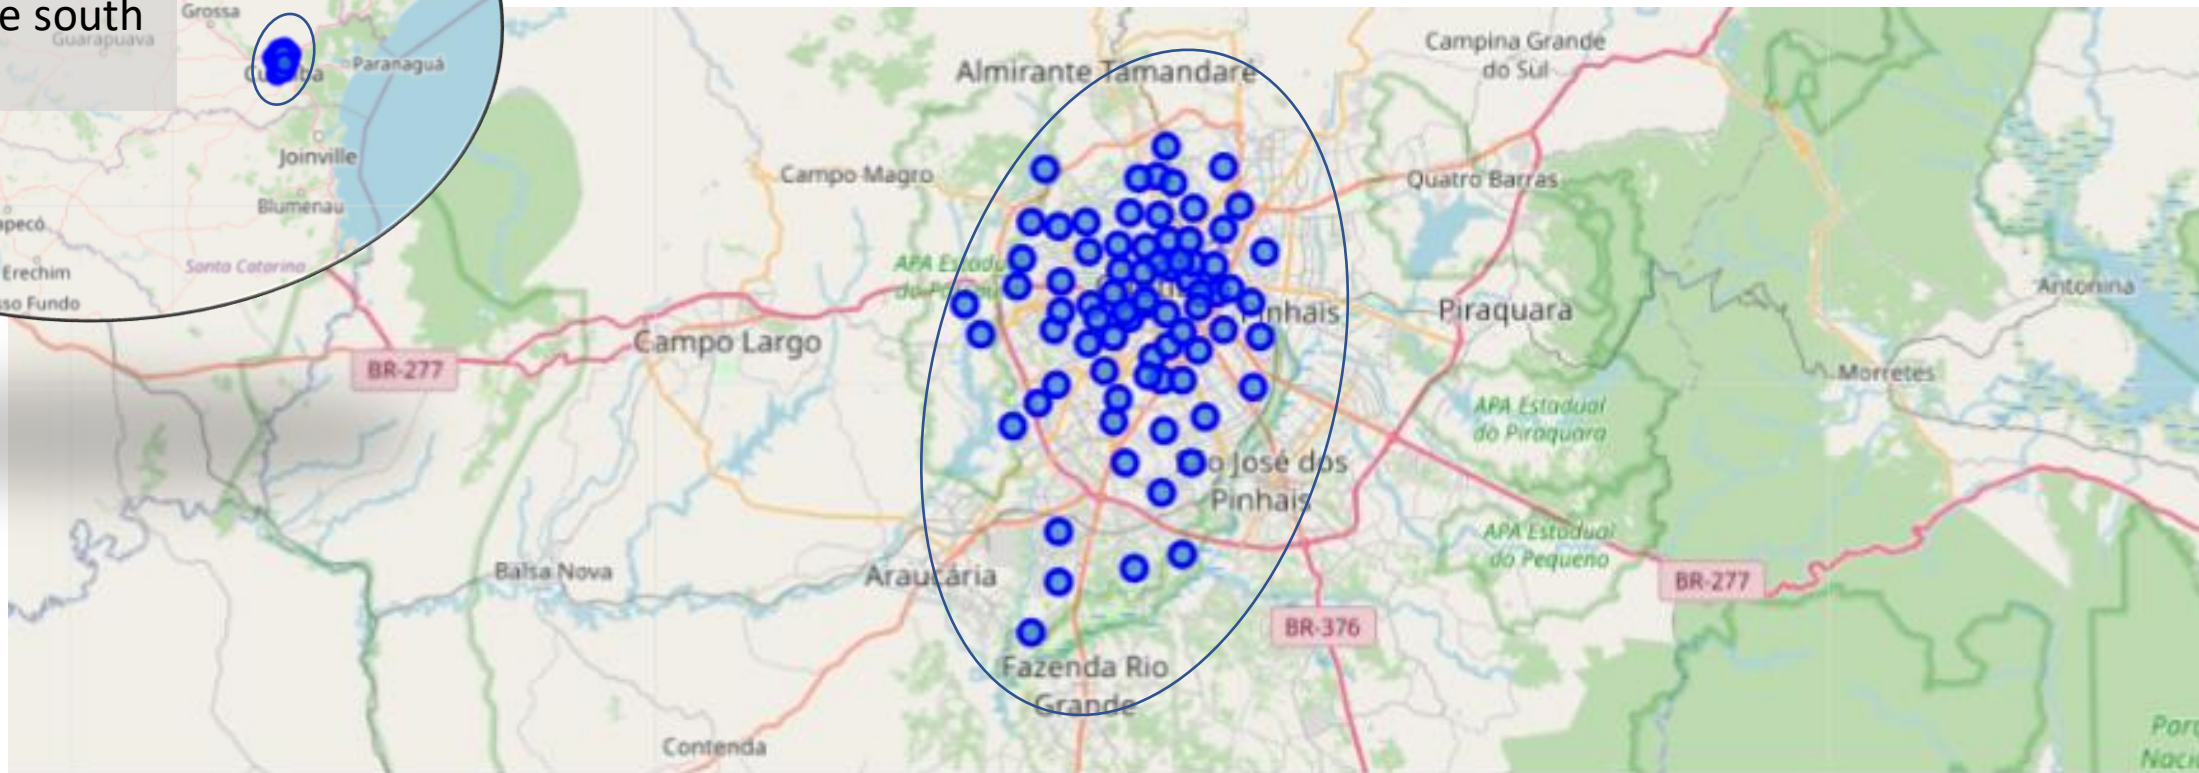 e south
Grossa
Guarapuava
Paranaguá
Joinville
Blumenau
apecó
Santa Catarina
Erechim
sso Fundo
Campina Grande
do Sul
Almirante Tamandaré
Campo Magro
Quatro Barras
Antonina
Piraquara
Pinhais
Campo Largo
BR-277
Morretes
APA Estadual
do Piraquara
o José dos
Pinhais
APA Estadual
do Pequeno
Balsa Nova
Araucária
BR-277
BR-376
Fazenda Rio
Grande
Contenda